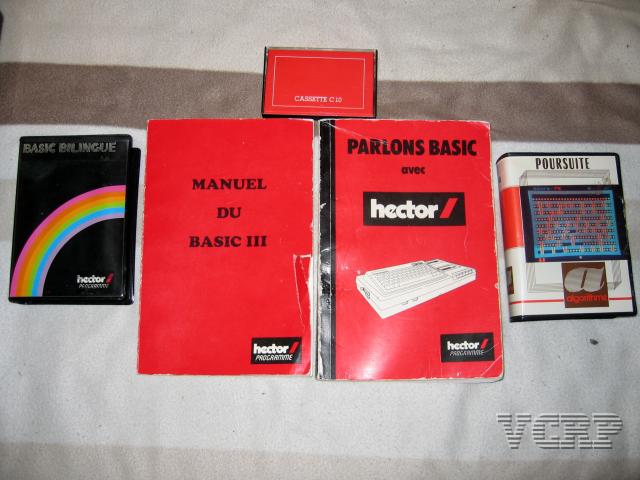 CASSETTE C10
BASIC BILINGUE
hector
PROGRAMME
MANUEL
DU
BASIC III
hector
PROGRAMME
PARLONS BASIC
avec
hector
hector
PROGRAMME
POURSUITE
algorithme
VCRP